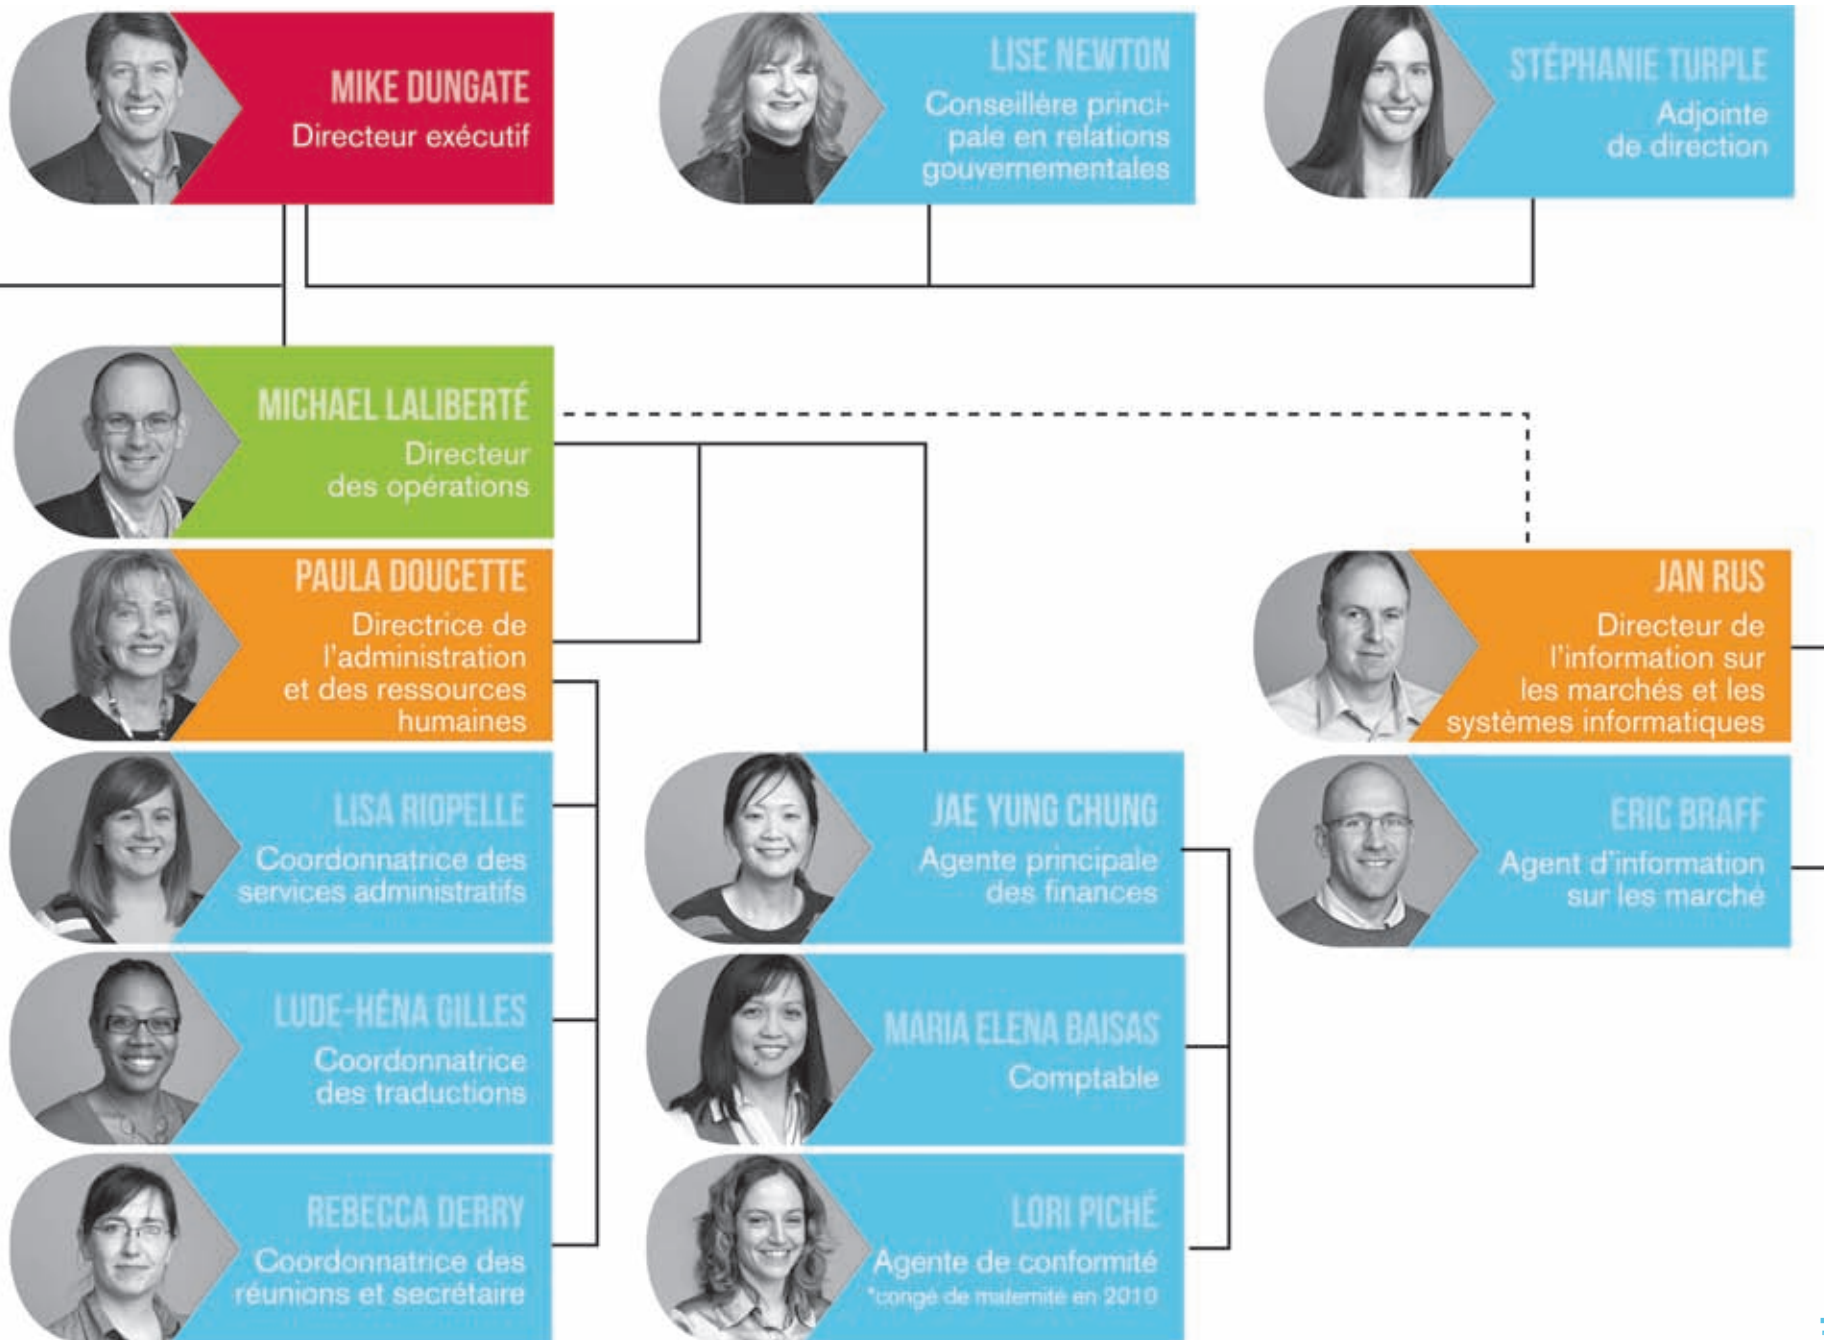 MIKE DUNGATE
Directeur exécutif
LISE NEWTON
Conseillère princi-
pale en relations
gouvernementales
STÉPHANIE TURPLE
Adjointe
de direction
MICHAEL LALIBERTÉ
Directeur
des opérations
PAULA DOUCETTE
Directrice de
l'administration
et des ressources
humaines
LISA RIOPELLE
Coordonnatrice des
services administratifs
LUDE-HÉNA GILLES
Coordonnatrice
des traductions
REBECCA DERRY
Coordonnatrice des
réunions et secrétaire
JAE YUNG CHUNG
Agente principale
des finances
MARIA ELENA BAISAS
Comptable
LORI PICHÉ
Agente de conformité
*congé de maternité en 2010
JAN RUS
Directeur de
l'information sur
les marchés et les
systèmes informatiques
ERIC BRAFF
Agent d'information
sur les marché